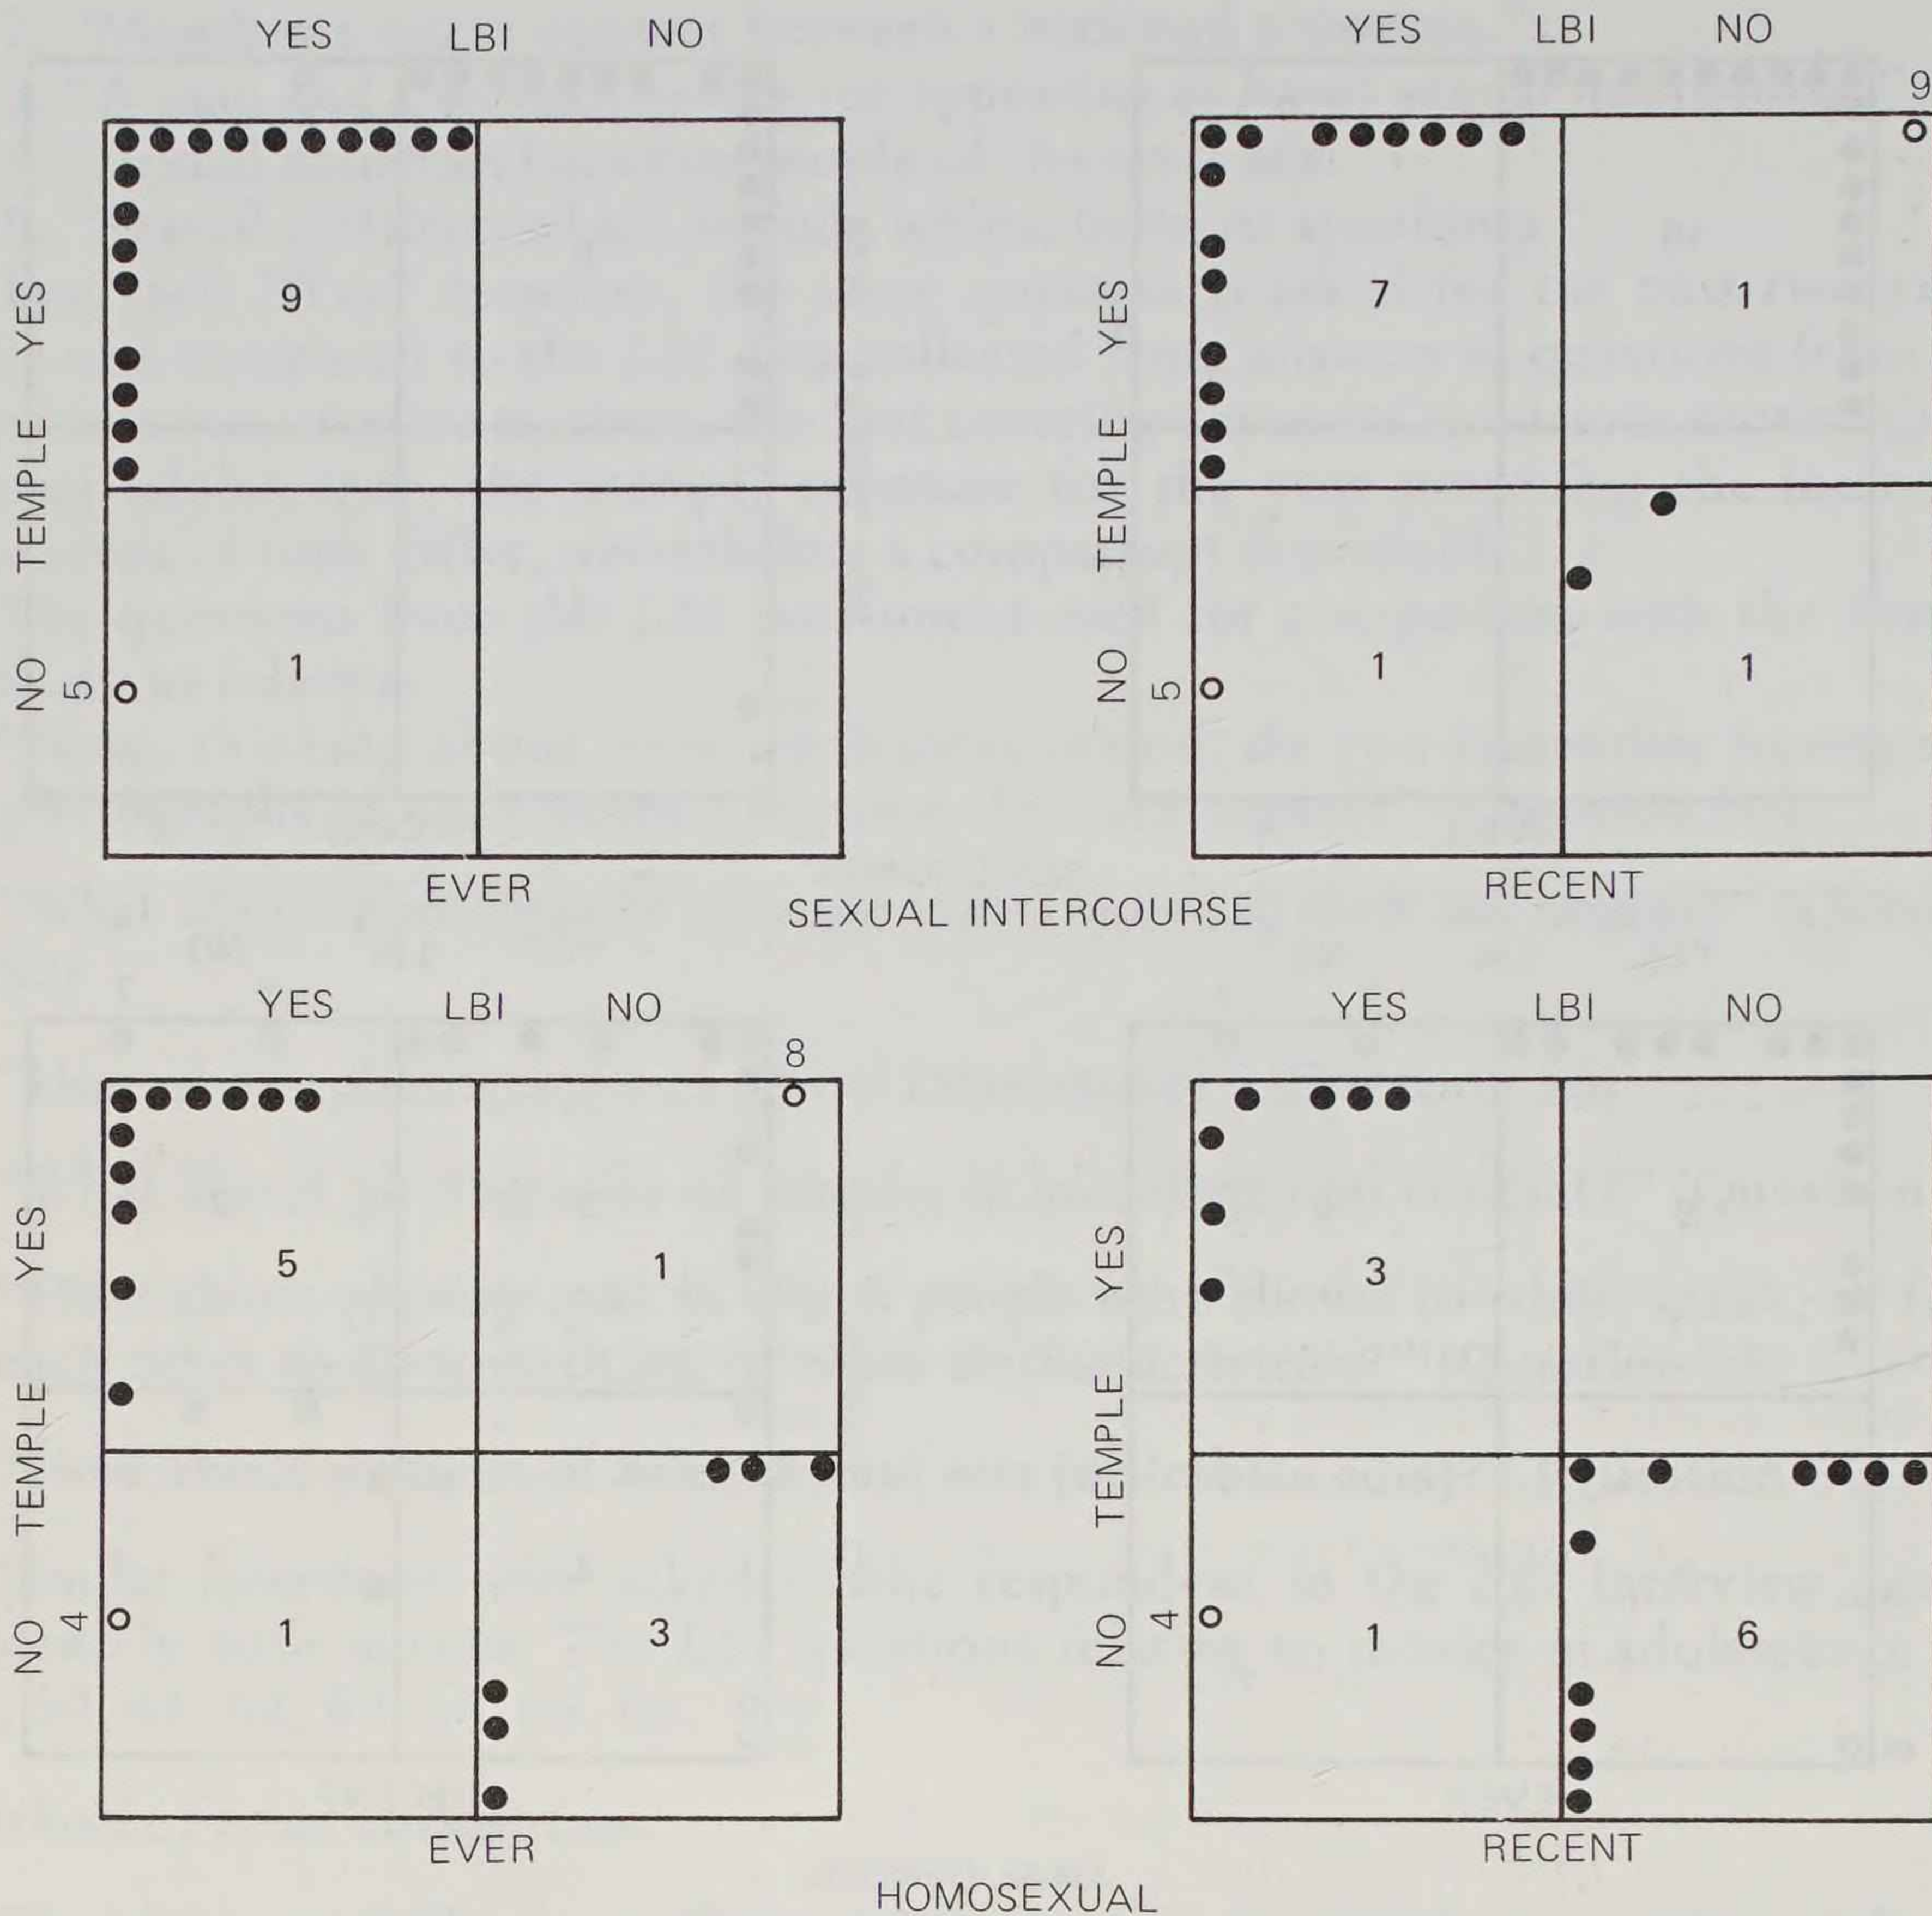 YES LBI NO
YES LBI NO
9
NO TEMPLE YES
9
NO TEMPLE YES
7
1
5
1
5
1
1
EVER
RECENT
SEXUAL INTERCOURSE
YES LBI NO
YES LBI NO
8
NO TEMPLE YES
5
1
NO TEMPLE YES
3
4
1
3
4
1
6
EVER
RECENT
HOMOSEXUAL